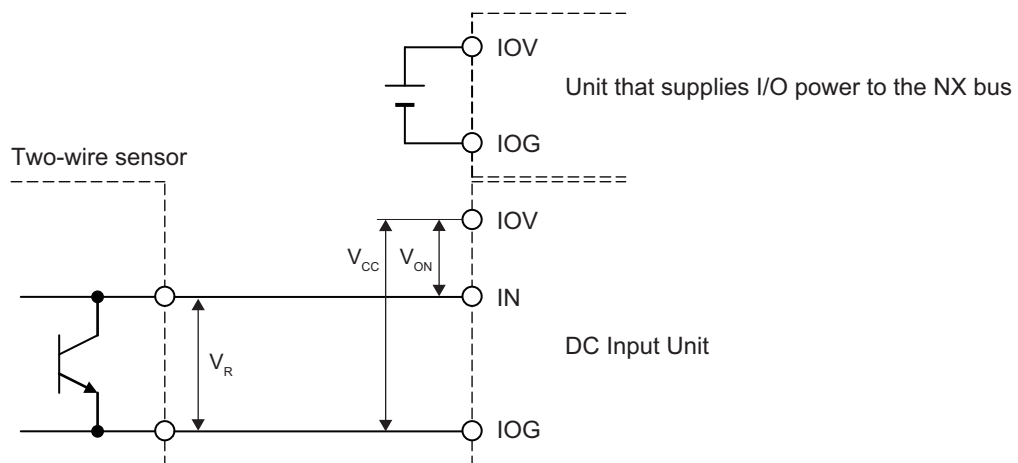 IOV
Unit that supplies I/O power to the NX bus
IOG
Two-wire sensor
IOV
VCC VON
IN
VR
DC Input Unit
IOG